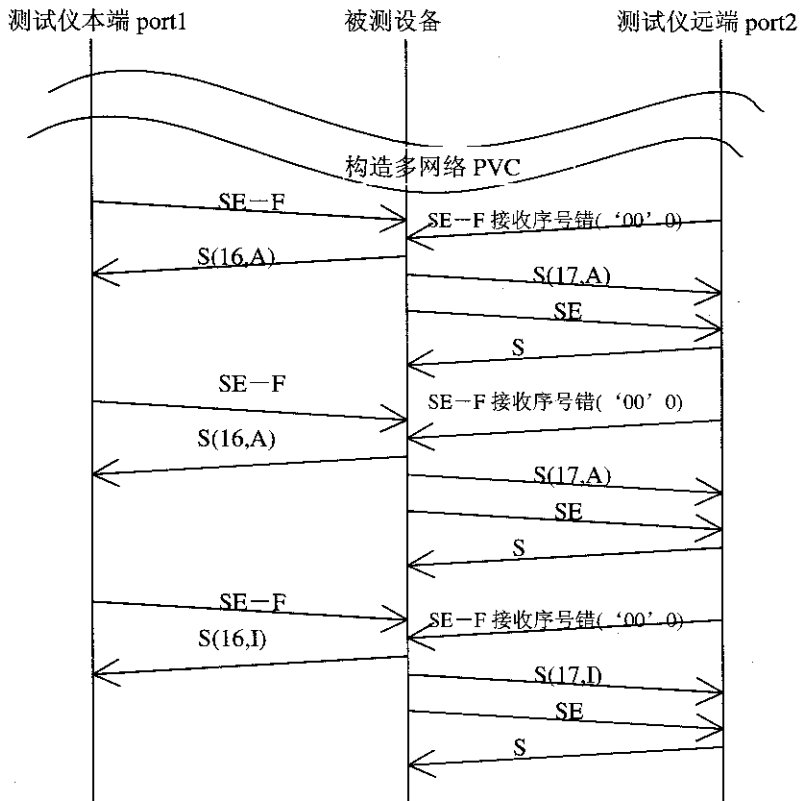 测试仪本端 port1 被测设备 测试仪远端 port2
构造多网络 PVC
SE－F
SE－F 接收序号错( ‘00’ 0)
S(16,A)
S(17,A)
SE
S
SE－F
SE－F 接收序号错( ‘00’ 0)
S(16,A)
S(17,A)
SE
S
SE－F
SE－F 接收序号错( ‘00’ 0)
S(16,I)
S(17,I)
SE
S